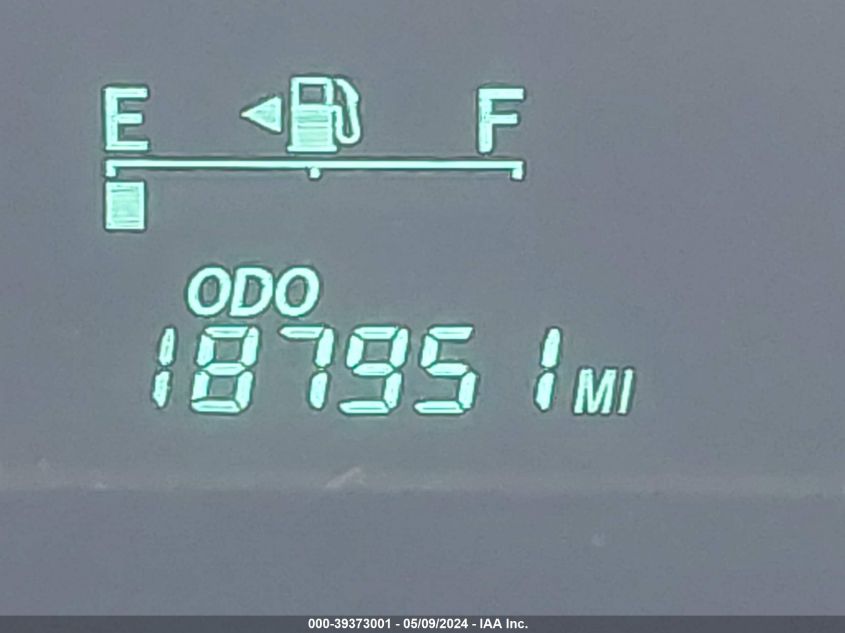 E F
ODO
187951 MI
000-39373001 - 05/09/2024 - IAA Inc.